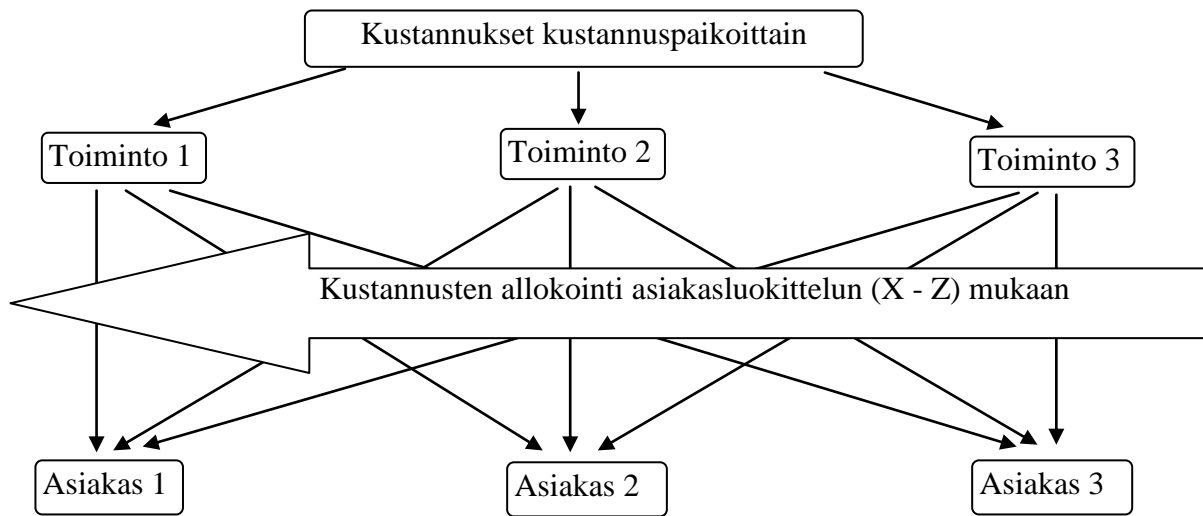 Kustannukset kustannuspaikoittain
Toiminto 1
Toiminto 2
Toiminto 3
Kustannusten allokointi asiakasluokittelun (X - Z) mukaan
Asiakas 1
Asiakas 2
Asiakas 3